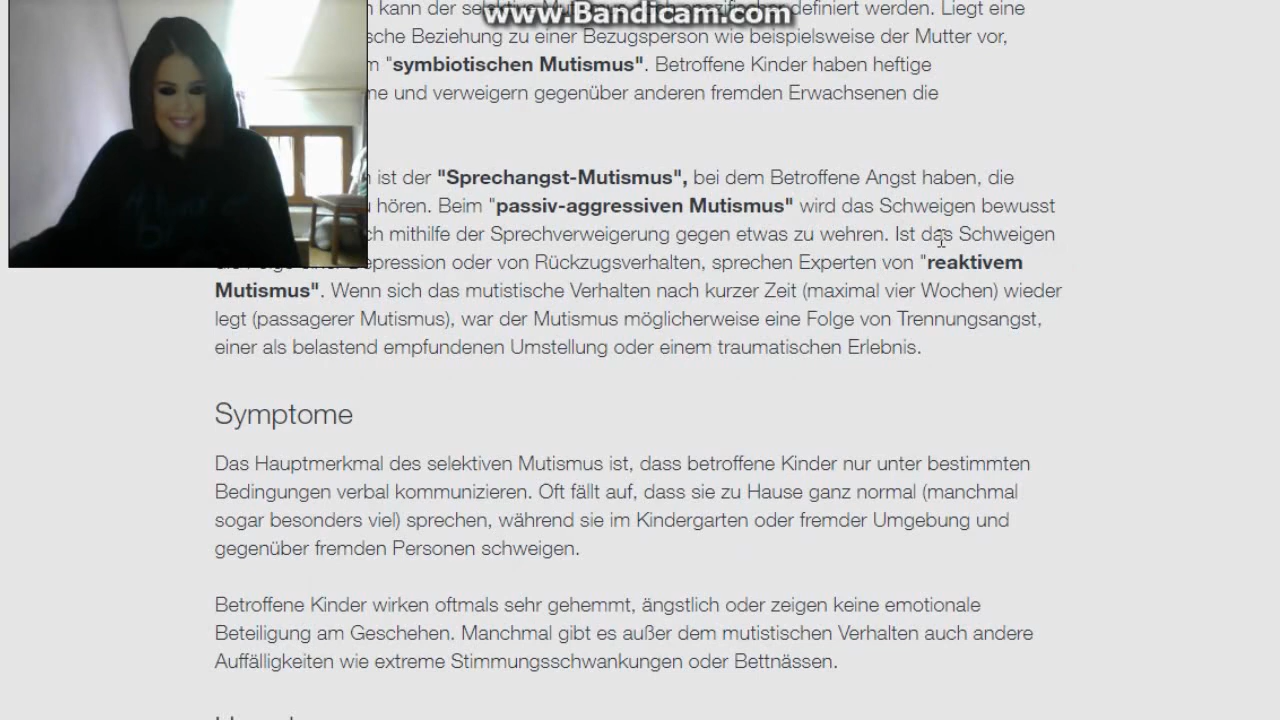 www.Bandicam.com
kann der definiert werden. Liegt eine
sche Beziehung zu einer Bezugsperson wie beispielsweise der Mutter vor,
"symbiotischen Mutismus". Betroffene Kinder haben heftige
me und verweigern gegenüber anderen fremden Erwachsenen die
ist der "Sprechangst-Mutismus", bei dem Betroffene Angst haben, die
hören. Beim "passiv-aggressiven Mutismus" wird das Schweigen bewusst
ch mithilfe der Sprechverweigerung gegen etwas zu wehren. Ist das Schweigen
Depression oder von Rückzugsverhalten, sprechen Experten von "reaktivem
Mutismus". Wenn sich das mutistische Verhalten nach kurzer Zeit (maximal vier Wochen) wieder
legt (passagerer Mutismus), war der Mutismus möglicherweise eine Folge von Trennungsangst,
einer als belastend empfundenen Umstellung oder einem traumatischen Erlebnis.
Symptome
Das Hauptmerkmal des selektiven Mutismus ist, dass betroffene Kinder nur unter bestimmten
Bedingungen verbal kommunizieren. Oft fällt auf, dass sie zu Hause ganz normal (manchmal
sogar besonders viel) sprechen, während sie im Kindergarten oder fremder Umgebung und
gegenüber fremden Personen schweigen.
Betroffene Kinder wirken oftmals sehr gehemmt, ängstlich oder zeigen keine emotionale
Beteiligung am Geschehen. Manchmal gibt es außer dem mutistischen Verhalten auch andere
Auffälligkeiten wie extreme Stimmungsschwankungen oder Bettnässen.